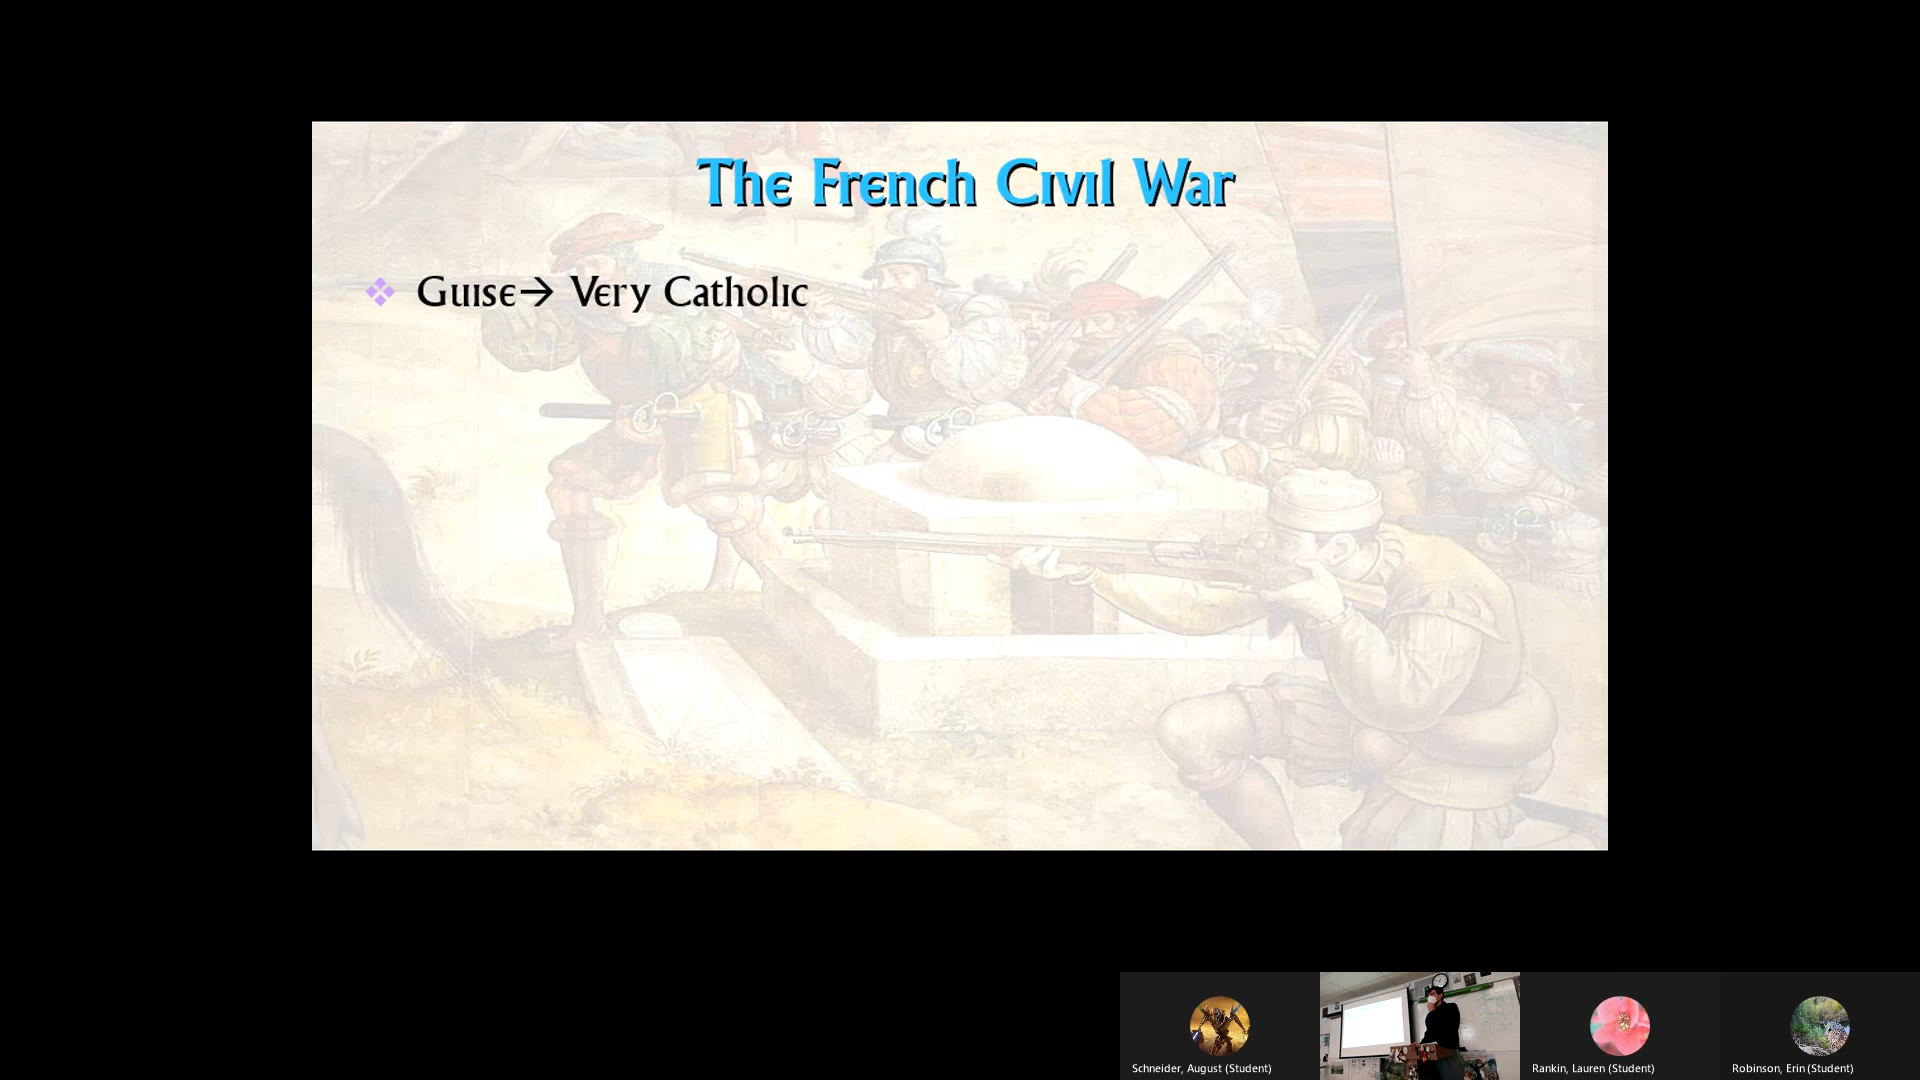 The French Civil War
Guise→ Very Catholic
Schneider, August (Student)
Rankin, Lauren (Student)
Robinson, Erin (Student)